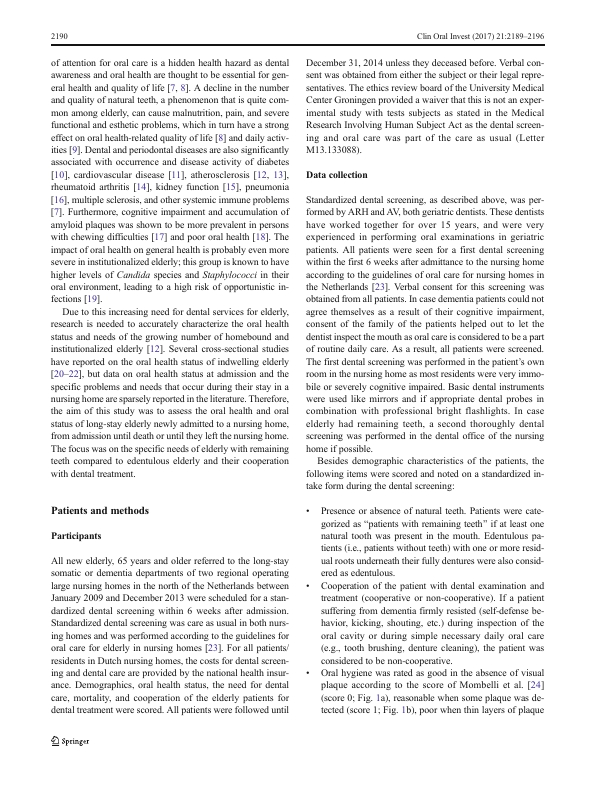 2190
Clin Oral Invest (2017) 21:2189–2196
of attention for oral care is a hidden health hazard as dental
awareness and oral health are thought to be essential for gen-
eral health and quality of life [7, 8]. A decline in the number
and quality of natural teeth, a phenomenon that is quite com-
mon among elderly, can cause malnutrition, pain, and severe
functional and esthetic problems, which in turn have a strong
effect on oral health-related quality of life [8] and daily activ-
ities [9]. Dental and periodontal diseases are also significantly
associated with occurrence and disease activity of diabetes
[10], cardiovascular disease [11], atherosclerosis [12, 13],
rheumatoid arthritis [14], kidney function [15], pneumonia
[16], multiple sclerosis, and other systemic immune problems
[7]. Furthermore, cognitive impairment and accumulation of
amyloid plaques was shown to be more prevalent in persons
with chewing difficulties [17] and poor oral health [18]. The
impact of oral health on general health is probably even more
severe in institutionalized elderly; this group is known to have
higher levels of Candida species and Staphylococci in their
oral environment, leading to a high risk of opportunistic in-
fections [19].
Due to this increasing need for dental services for elderly,
research is needed to accurately characterize the oral health
status and needs of the growing number of homebound and
institutionalized elderly [12]. Several cross-sectional studies
have reported on the oral health status of indwelling elderly
[20–22], but data on oral health status at admission and the
specific problems and needs that occur during their stay in a
nursing home are sparsely reported in the literature. Therefore,
the aim of this study was to assess the oral health and oral
status of long-stay elderly newly admitted to a nursing home,
from admission until death or until they left the nursing home.
The focus was on the specific needs of elderly with remaining
teeth compared to edentulous elderly and their cooperation
with dental treatment.
Patients and methods
Participants
All new elderly, 65 years and older referred to the long-stay
somatic or dementia departments of two regional operating
large nursing homes in the north of the Netherlands between
January 2009 and December 2013 were scheduled for a stan-
dardized dental screening within 6 weeks after admission.
Standardized dental screening was care as usual in both nurs-
ing homes and was performed according to the guidelines for
oral care for elderly in nursing homes [23]. For all patients/
residents in Dutch nursing homes, the costs for dental screen-
ing and dental care are provided by the national health insur-
ance. Demographics, oral health status, the need for dental
care, mortality, and cooperation of the elderly patients for
dental treatment were scored. All patients were followed until
December 31, 2014 unless they deceased before. Verbal con-
sent was obtained from either the subject or their legal repre-
sentatives. The ethics review board of the University Medical
Center Groningen provided a waiver that this is not an exper-
imental study with tests subjects as stated in the Medical
Research Involving Human Subject Act as the dental screen-
ing and oral care was part of the care as usual (Letter
M13.133088).
Data collection
Standardized dental screening, as described above, was per-
formed by ARH and AV, both geriatric dentists. These dentists
have worked together for over 15 years, and were very
experienced in performing oral examinations in geriatric
patients. All patients were seen for a first dental screening
within the first 6 weeks after admittance to the nursing home
according to the guidelines of oral care for nursing homes in
the Netherlands [23]. Verbal consent for this screening was
obtained from all patients. In case dementia patients could not
agree themselves as a result of their cognitive impairment,
consent of the family of the patients helped out to let the
dentist inspect the mouth as oral care is considered to be a part
of routine daily care. As a result, all patients were screened.
The first dental screening was performed in the patient's own
room in the nursing home as most residents were very immo-
bile or severely cognitive impaired. Basic dental instruments
were used like mirrors and if appropriate dental probes in
combination with professional bright flashlights. In case
elderly had remaining teeth, a second thoroughly dental
screening was performed in the dental office of the nursing
home if possible.
Besides demographic characteristics of the patients, the
following items were scored and noted on a standardized in-
take form during the dental screening:
• Presence or absence of natural teeth. Patients were cate-
gorized as “patients with remaining teeth” if at least one
natural tooth was present in the mouth. Edentulous pa-
tients (i.e., patients without teeth) with one or more resid-
ual roots underneath their fully dentures were also consid-
ered as edentulous.
• Cooperation of the patient with dental examination and
treatment (cooperative or non-cooperative). If a patient
suffering from dementia firmly resisted (self-defense be-
havior, kicking, shouting, etc.) during inspection of the
oral cavity or during simple necessary daily oral care
(e.g., tooth brushing, denture cleaning), the patient was
considered to be non-cooperative.
• Oral hygiene was rated as good in the absence of visual
plaque according to the score of Mombelli et al. [24]
(score 0; Fig. 1a), reasonable when some plaque was de-
tected (score 1; Fig. 1b), poor when thin layers of plaque
Springer